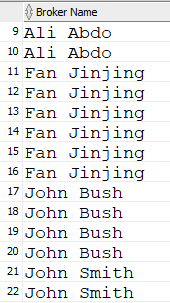 Broker Name
9 Ali Abdo
10 Ali Abdo
11 Fan Jinjing
12 Fan Jinjing
13 Fan Jinjing
14 Fan Jinjing
15 Fan Jinjing
16 Fan Jinjing
17 John Bush
18 John Bush
19 John Bush
20 John Bush
21 John Smith
22 John Smith